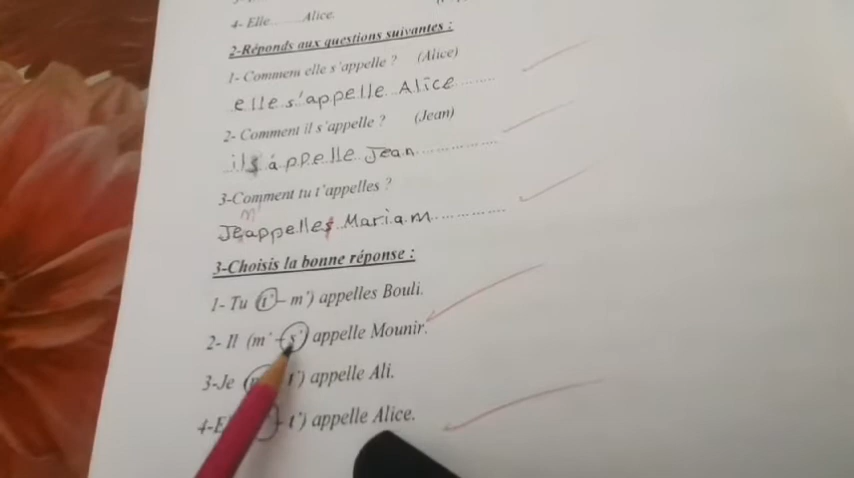 4- Elle ...... Alice.
2-Réponds aux questions suivantes :
1- Comment elle s'appelle ? (Alice)
elle s'appelle Alice
2- Comment il s'appelle ? (Jean)
ils'appelle Jean
3-Comment tu t'appelles ?
m'
Jeappelles Mariam
3-Choisis la bonne réponse :
1- Tu (t' – m') appelles Bouli.
2- Il (m' – s') appelle Mounir.
3-Je t') appelle Ali.
4- – t') appelle Alice.